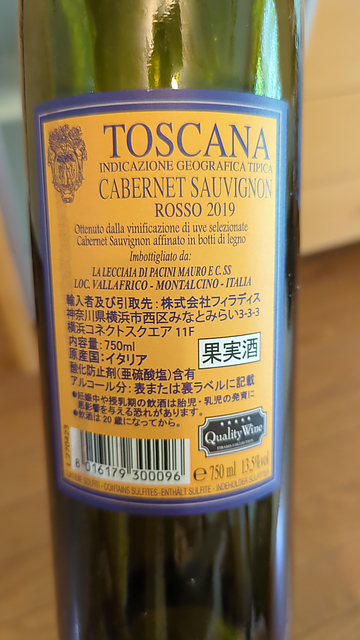 TOSCANA
INDICAZIONE GEOGRAFICA TIPICA
CABERNET SAUVIGNON
ROSSO 2019
Ottenuto dalla vinificazione di uve selezionate
Cabernet Sauvignon affinato in botti di legno
Imbottigliato da:
LA LECCIAIA DI PACINI MAURO E C. SS
LOC. VALLAFRICO - MONTALCINO - ITALIA
輸入者及び引取先：株式会社フィラディス
神奈川県横浜市西区みなとみらい3-3-3
横浜コネクトスクエア 11F
内容量：750ml
原産国：イタリア
果実酒
酸化防止剤(亜硫酸塩)含有
アルコール分：表または裏ラベルに記載
●妊娠中や授乳期の飲酒は胎児・乳児の発育に
悪影響を与える恐れがあります。
●飲酒は20歳になってから。
Quality Wine
8 016179 300096
e 750 ml 13.5%vol
- CONTAINS SULFITES - ENTHÄLT SULFITE - INDEHOLDER